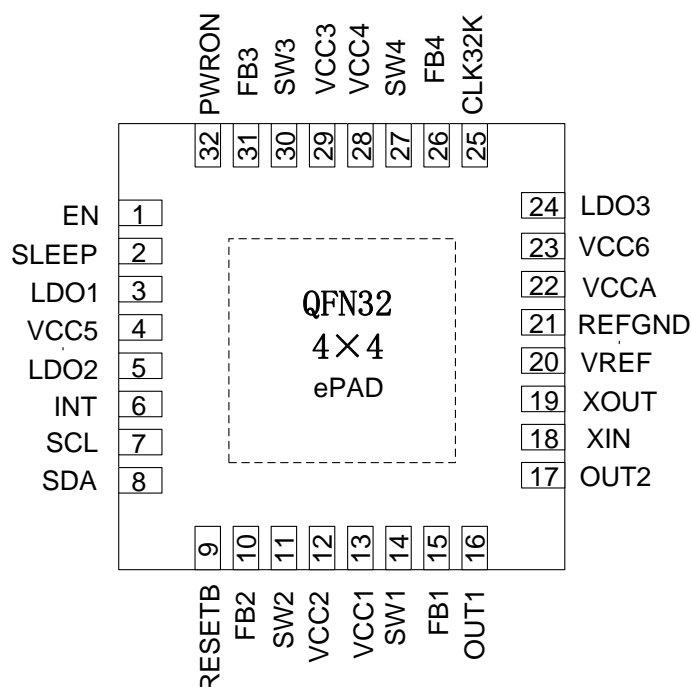 PWRON FB3 SW3 VCC3 VCC4 SW4 FB4 CLK32K
32 31 30 29 28 27 26 25
EN 1
SLEEP 2
LDO1 3
VCC5 4
LDO2 5
INT 6
SCL 7
SDA 8
QFN32
4×4
ePAD
24 LDO3
23 VCC6
22 VCCA
21 REFGND
20 VREF
19 XOUT
18 XIN
17 OUT2
9 10 11 12 13 14 15 16
RESETB FB2 SW2 VCC2 VCC1 SW1 FB1 OUT1